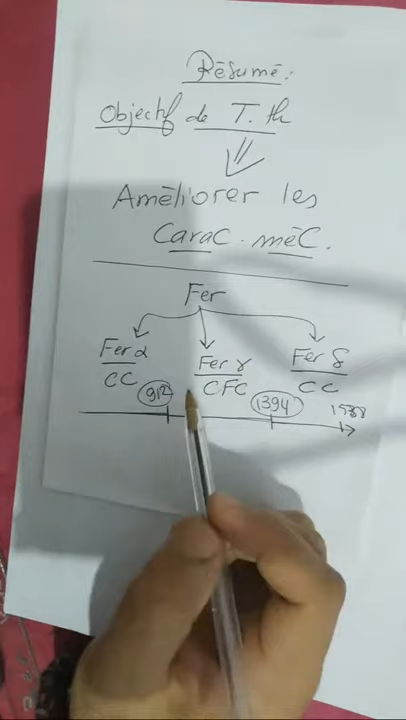 Résumé:
Objectif de T. th
Améliorer les
Carac. méc.
Fer
Fer α Fer γ Fer δ
CC CFC CC
912 1394 1538